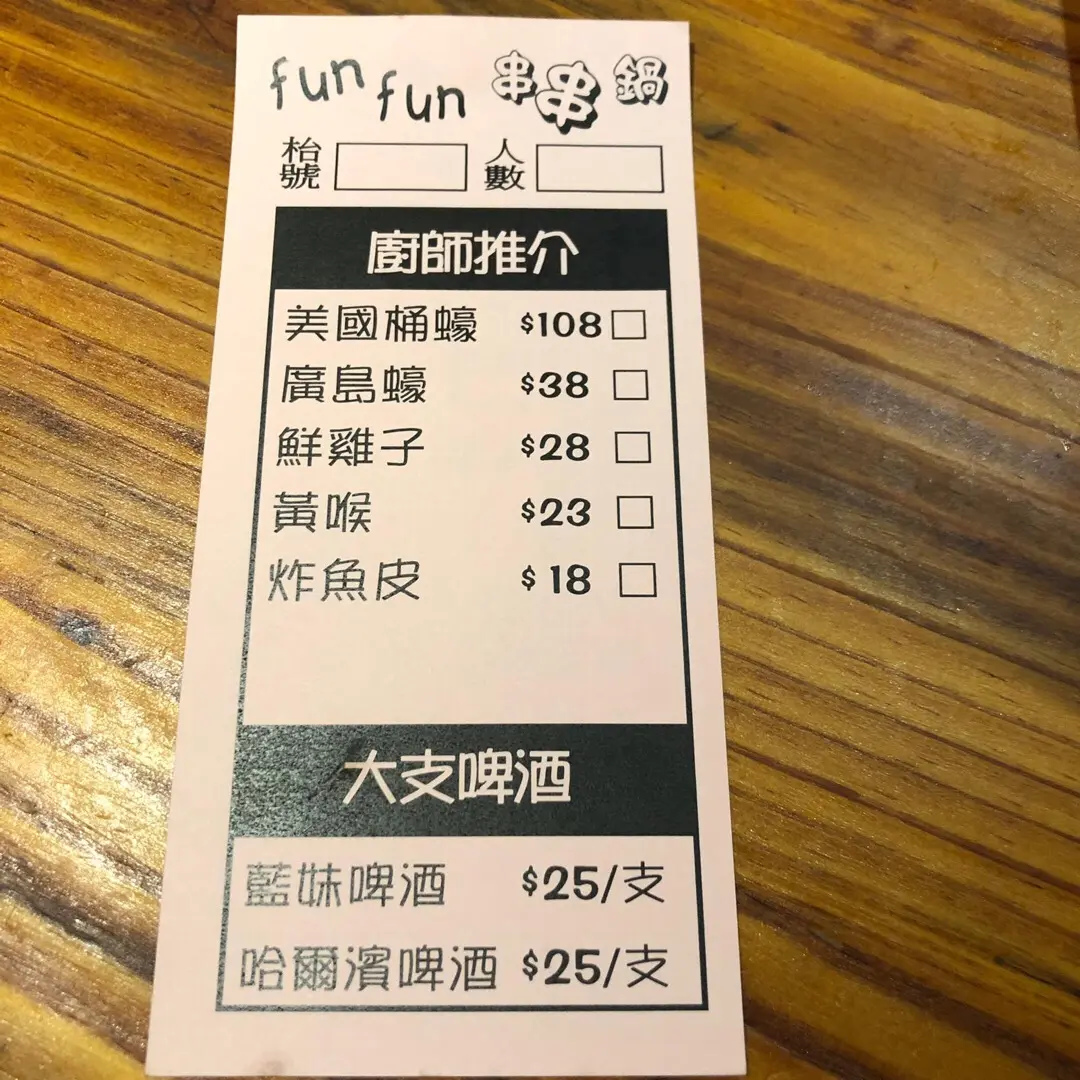 fun fun 串串鍋
枱號 人數
廚師推介
美國桶蠔 $108
廣島蠔 $38
鮮雞子 $28
黃喉 $23
炸魚皮 $18
大支啤酒
藍妹啤酒 $25/支
哈爾濱啤酒 $25/支